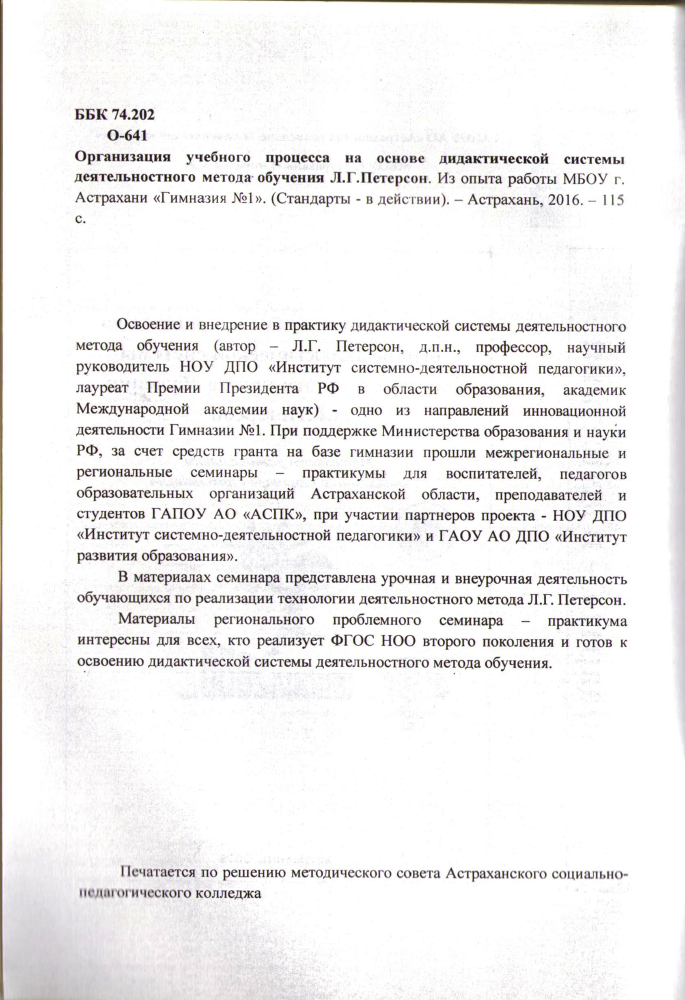 ББК 74.202
О-641
Организация учебного процесса на основе дидактической системы
деятельностного метода обучения Л.Г.Петерсон. Из опыта работы МБОУ г.
Астрахани «Гимназия №1». (Стандарты - в действии). – Астрахань, 2016. – 115
с.
Освоение и внедрение в практику дидактической системы деятельностного
метода обучения (автор – Л.Г. Петерсон, д.п.н., профессор, научный
руководитель НОУ ДПО «Институт системно-деятельностной педагогики»,
лауреат Премии Президента РФ в области образования, академик
Международной академии наук) - одно из направлений инновационной
деятельности Гимназии №1. При поддержке Министерства образования и науки
РФ, за счет средств гранта на базе гимназии прошли межрегиональные и
региональные семинары – практикумы для воспитателей, педагогов
образовательных организаций Астраханской области, преподавателей и
студентов ГАПОУ АО «АСПК», при участии партнеров проекта - НОУ ДПО
«Институт системно-деятельностной педагогики» и ГАОУ АО ДПО «Институт
развития образования».
В материалах семинара представлена урочная и внеурочная деятельность
обучающихся по реализации технологии деятельностного метода Л.Г. Петерсон.
Материалы регионального проблемного семинара – практикума
интересны для всех, кто реализует ФГОС НОО второго поколения и готов к
освоению дидактической системы деятельностного метода обучения.
Печатается по решению методического совета Астраханского социально-
педагогического колледжа